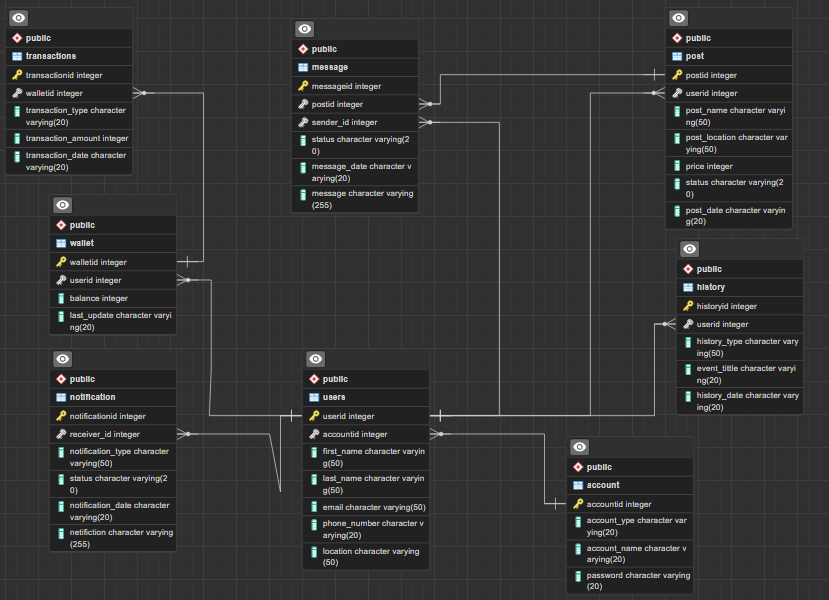 public
transactions
transactionid integer
walletid integer
transaction_type character
varying(20)
transaction_amount integer
transaction_date character
varying(20)
public
message
messageid integer
postid integer
sender_id integer
status character varying(2
0)
message_date character v
arying(20)
message character varying
(255)
public
post
postid integer
userid integer
post_name character varyi
ng(50)
post_location character var
ying(50)
price integer
status character varying(2
0)
post_date character varyin
g(20)
public
wallet
walletid integer
userid integer
balance integer
last_update character varyi
ng(20)
public
history
historyid integer
userid integer
history_type character vary
ing(50)
event_tittle character varyi
ng(20)
history_date character vary
ing(20)
public
notification
notificationid integer
receiver_id integer
notification_type character
varying(50)
status character varying(2
0)
notification_date character
varying(20)
netifiction character varying
(255)
public
users
userid integer
accountid integer
first_name character varyin
g(50)
last_name character varyin
g(50)
email character varying(50)
phone_number character v
arying(20)
location character varying
(50)
public
account
accountid integer
account_ype character var
ying(20)
account_name character v
arying(20)
password character varying
(20)